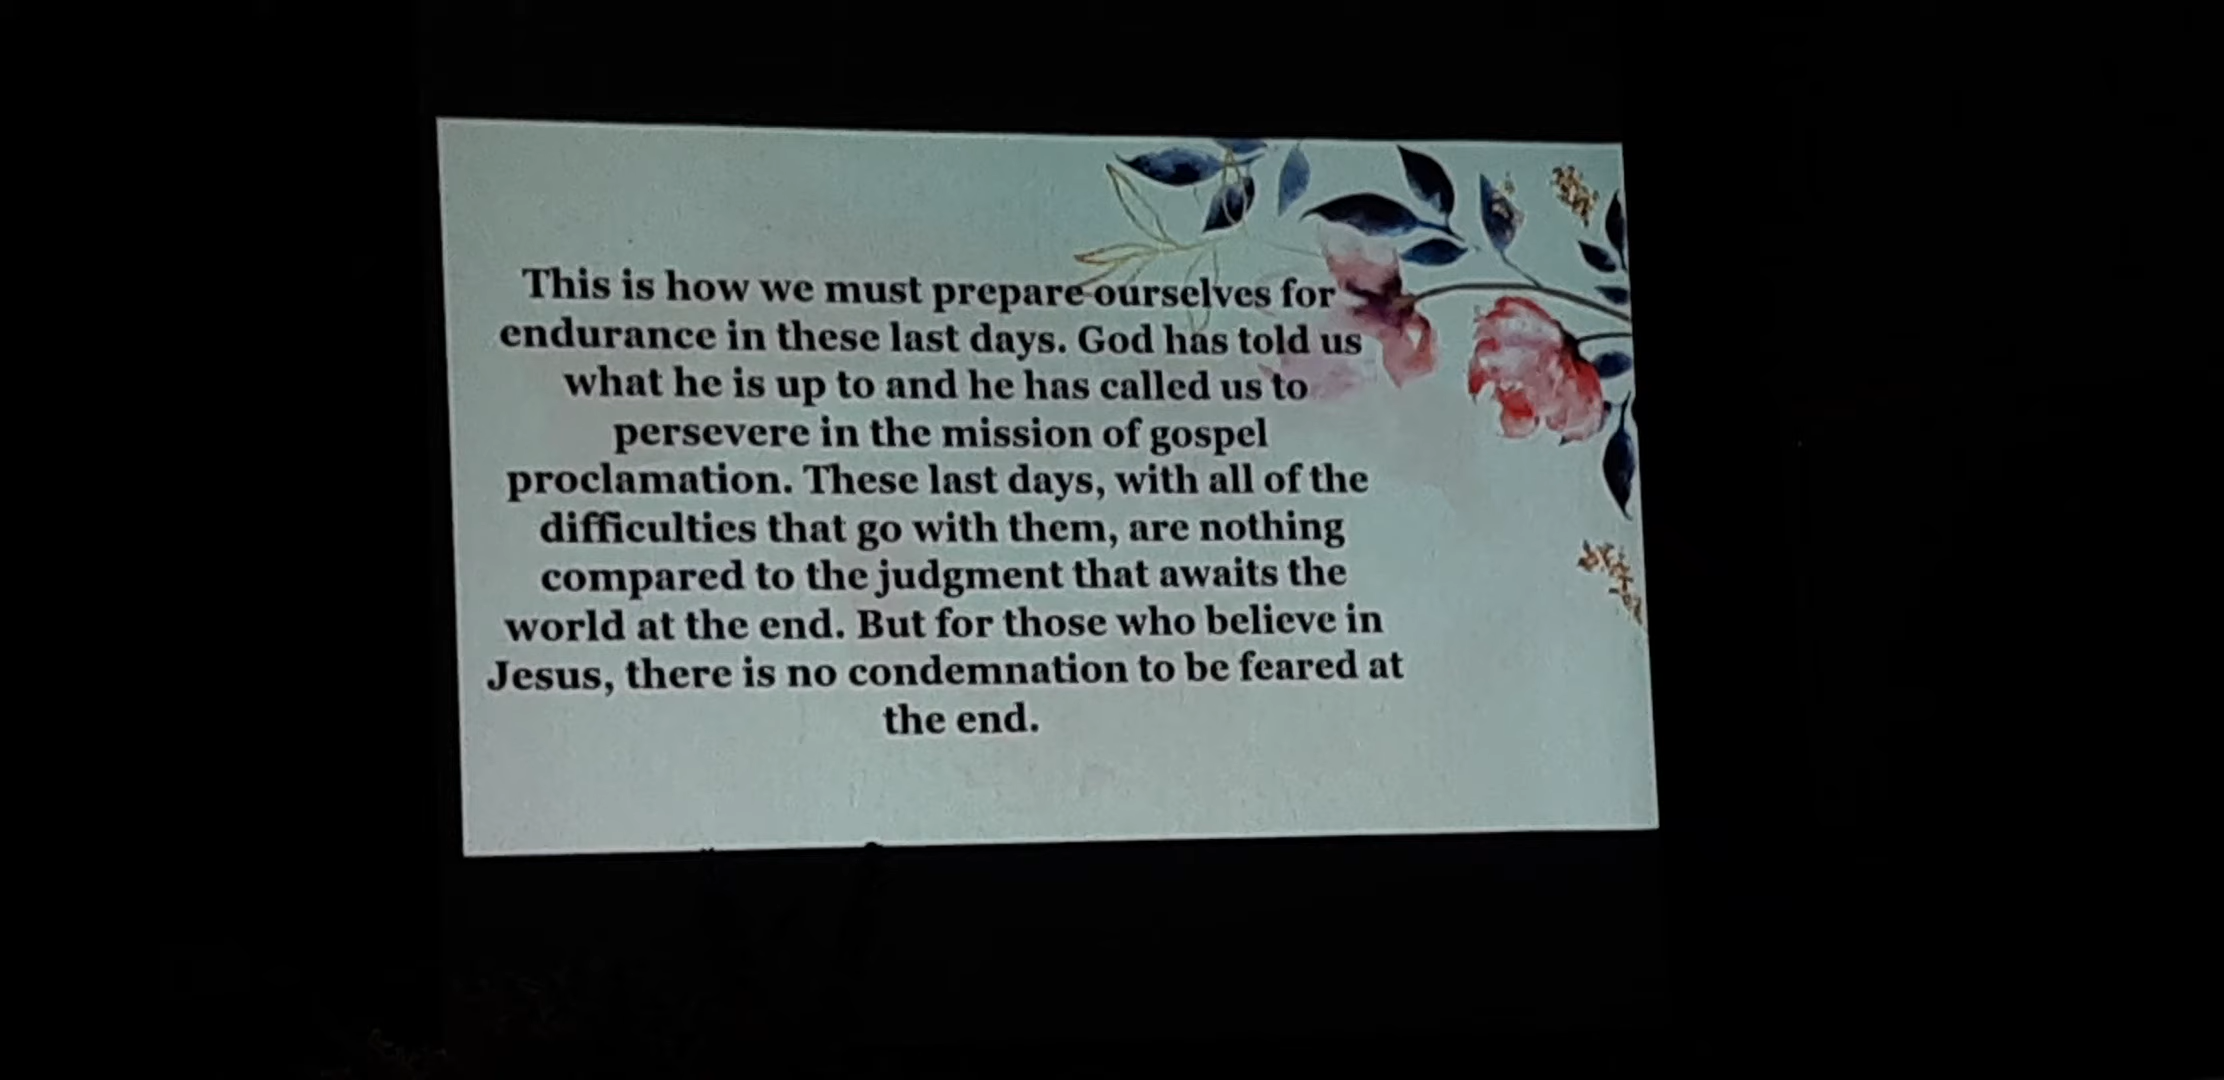 This is how we must prepare ourselves for
endurance in these last days. God has told us
what he is up to and he has called us to
persevere in the mission of gospel
proclamation. These last days, with all of the
difficulties that go with them, are nothing
compared to the judgment that awaits the
world at the end. But for those who believe in
Jesus, there is no condemnation to be feared at
the end.